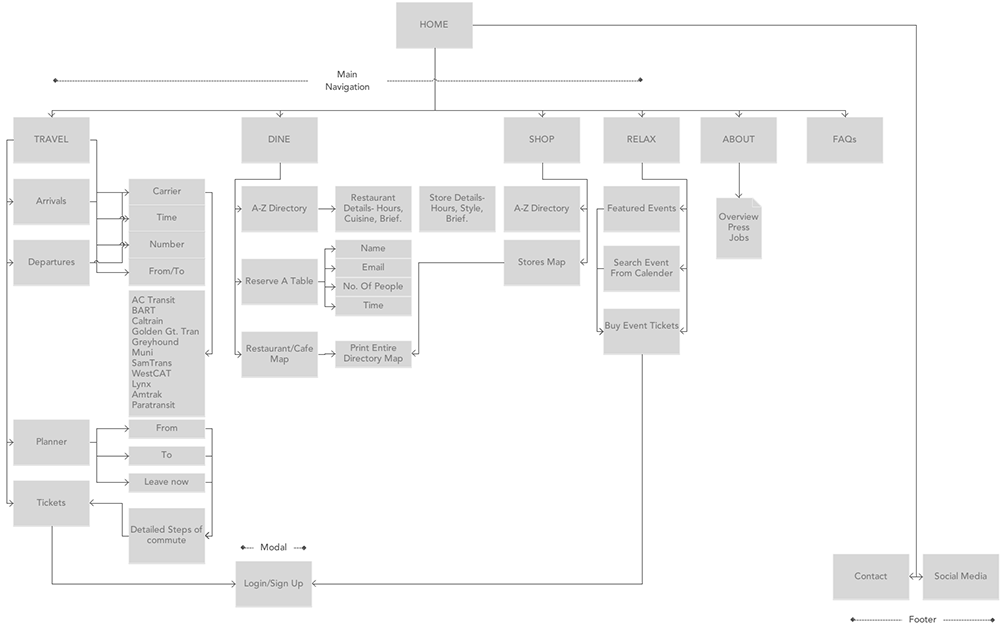 HOME
Main
Navigation
TRAVEL
DINE
SHOP
RELAX
ABOUT
FAQs
Arrivals
Departures
Carrier
Time
Number
From/To
AC Transit
BART
Caltrain
Golden Gt. Tran
Greyhound
Muni
SamTrans
WestCAT
Lynx
Amtrak
Paratransit
Planner
From
To
Leave now
Tickets
Detailed Steps of
commute
A-Z Directory
Restaurant
Details- Hours,
Cuisine, Brief.
Reserve A Table
Name
Email
No. Of People
Time
Restaurant/Cafe
Map
Print Entire
Directory Map
Store Details-
Hours, Style,
Brief.
A-Z Directory
Stores Map
Featured Events
Search Event
From Calender
Buy Event Tickets
Overview
Press
Jobs
Modal
Login/Sign Up
Contact
Social Media
Footer